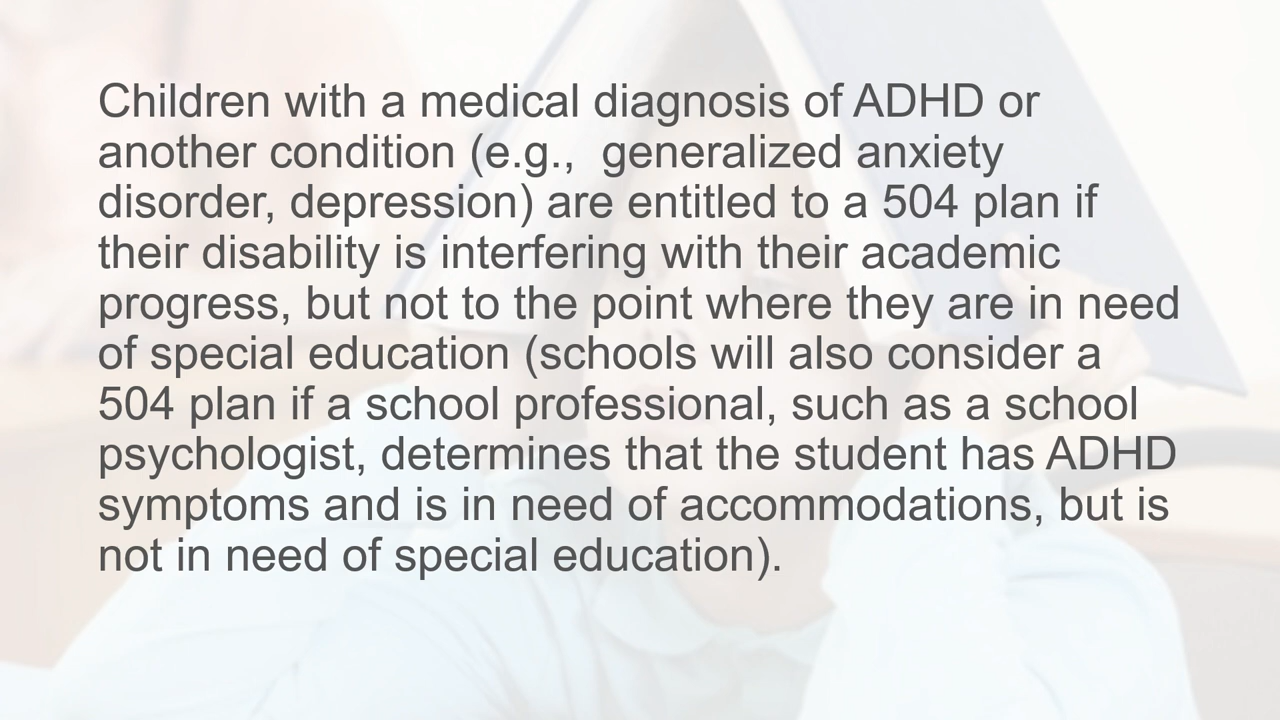 Children with a medical diagnosis of ADHD or
another condition (e.g.,  generalized anxiety
disorder, depression) are entitled to a 504 plan if
their disability is interfering with their academic
progress, but not to the point where they are in need
of special education (schools will also consider a
504 plan if a school professional, such as a school
psychologist, determines that the student has ADHD
symptoms and is in need of accommodations, but is
not in need of special education).